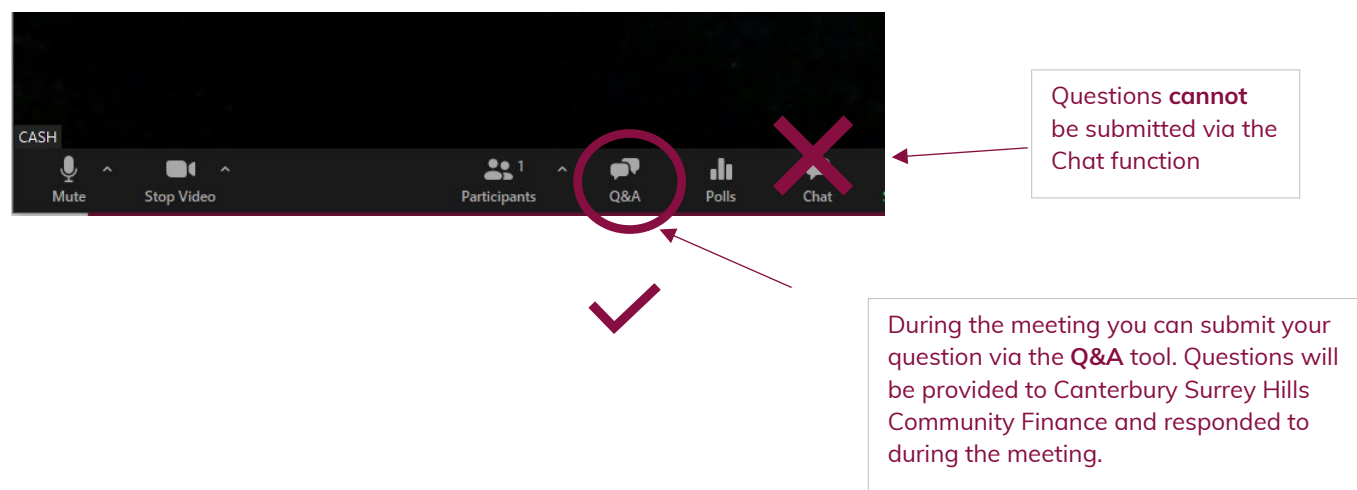 CASH
1
Mute
Stop Video
Participants
Q&A
Polls
Chat
Questions cannot
be submitted via the
Chat function
During the meeting you can submit your
question via the Q&A tool. Questions will
be provided to Canterbury Surrey Hills
Community Finance and responded to
during the meeting.